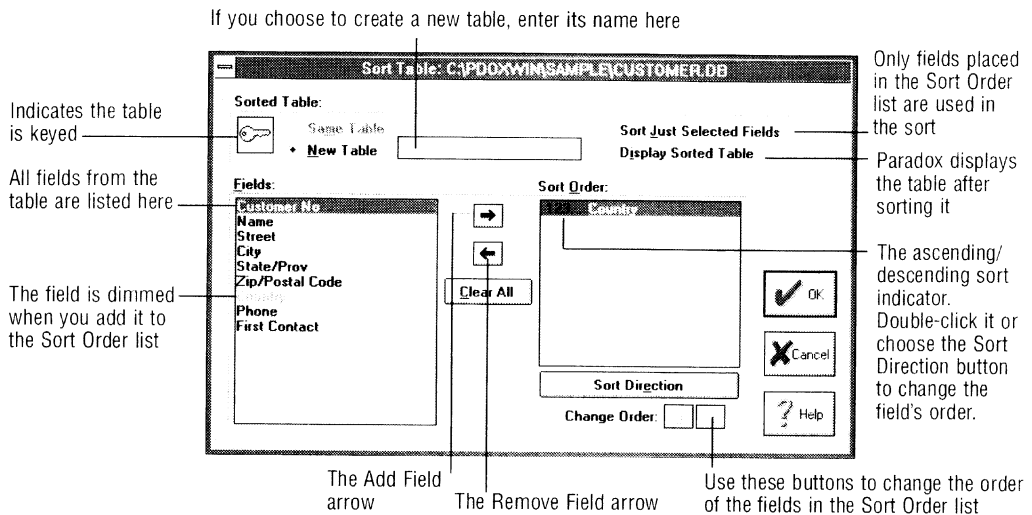 If you choose to create a new table, enter its name here
Sort Table: C:\PDOXWIN\SAMPLE\CUSTOMER.DB
Only fields placed
in the Sort Order
list are used in
the sort
Indicates the table
is keyed
Sorted Table:
Same Table
New Table
Sort Just Selected Fields
Display Sorted Table
Paradox displays
the table after
sorting it
All fields from the
table are listed here
Fields:
Customer No
Name
Street
City
State/Prov
Zip/Postal Code
Country
Phone
First Contact
Clear All
Sort Order:
123... Country
The ascending/
descending sort
indicator.
Double-click it or
choose the Sort
Direction button
to change the
field's order.
The field is dimmed
when you add it to
the Sort Order list
OK
Cancel
Help
Sort Direction
Change Order:
The Add Field
arrow
The Remove Field arrow
Use these buttons to change the order
of the fields in the Sort Order list